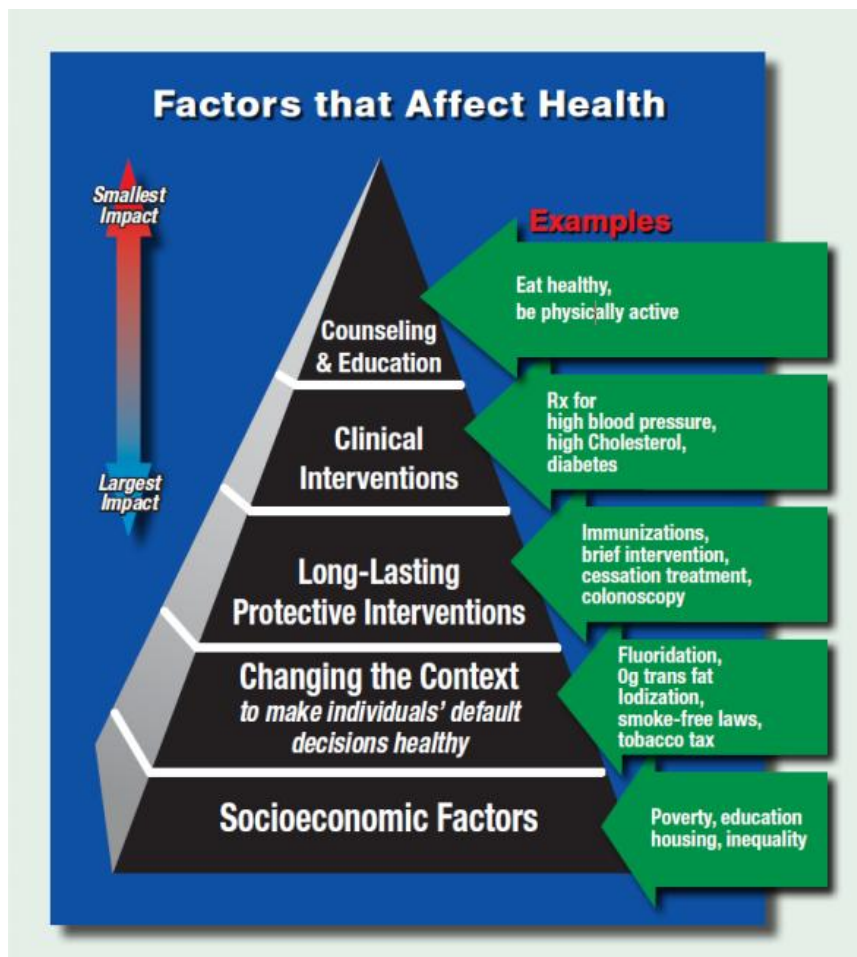 Factors that Affect Health
Smallest
Impact
Largest
Impact
Examples
Counseling
& Education
Eat healthy,
be physically active
Clinical
Interventions
Rx for
high blood pressure,
high Cholesterol,
diabetes
Long-Lasting
Protective Interventions
Immunizations,
brief intervention,
cessation treatment,
colonoscopy
Changing the Context
to make individuals' default
decisions healthy
Fluoridation,
0g trans fat
Iodization,
smoke-free laws,
tobacco tax
Socioeconomic Factors
Poverty, education
housing, inequality